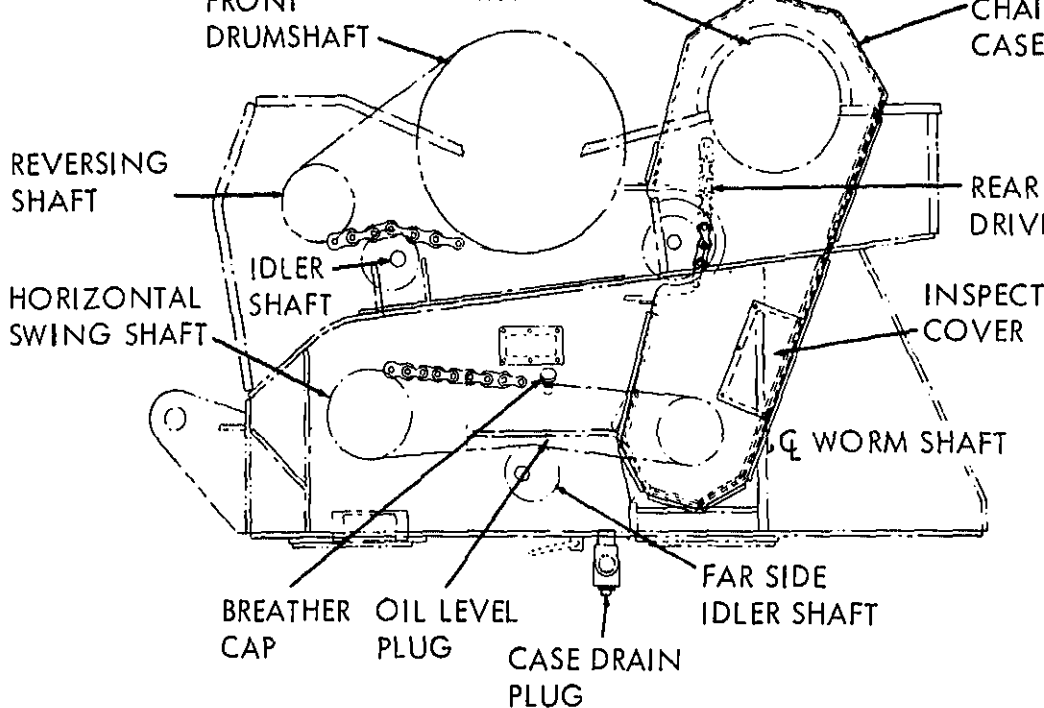 FRONT
DRUMSHAFT
CHAI
CASE
REVERSING
SHAFT
REAR
DRIV
IDLER
SHAFT
HORIZONTAL
SWING SHAFT
INSPECT
COVER
℄ WORM SHAFT
FAR SIDE
IDLER SHAFT
BREATHER
CAP
OIL LEVEL
PLUG
CASE DRAIN
PLUG